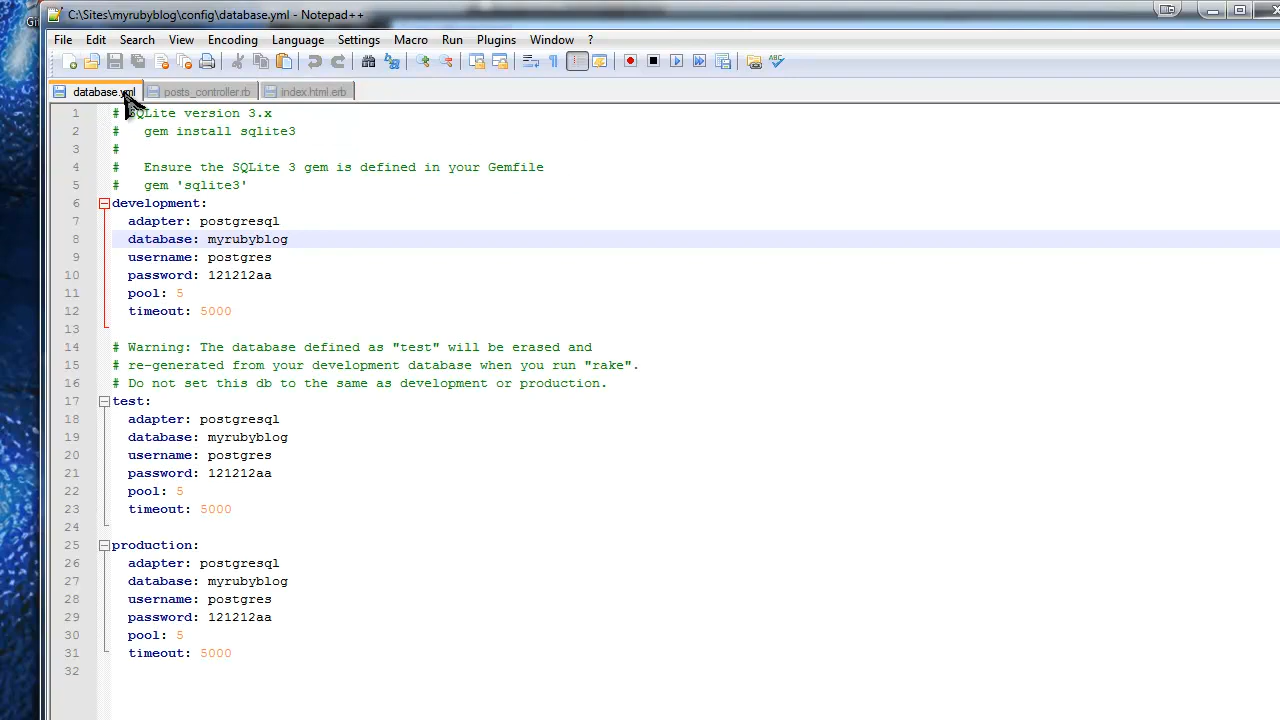 Gi
C:\Sites\myrubyblog\config\database.yml - Notepad++
File Edit Search View Encoding Language Settings Macro Run Plugins Window ?
database.yml posts_controller.rb index.html.erb
1 # SQLite version 3.x
2 #   gem install sqlite3
3 #
4 #   Ensure the SQLite 3 gem is defined in your Gemfile
5 #   gem 'sqlite3'
6 development:
7   adapter: postgresql
8   database: myrubyblog
9   username: postgres
10   password: 121212aa
11   pool: 5
12   timeout: 5000
13
14 # Warning: The database defined as "test" will be erased and
15 # re-generated from your development database when you run "rake".
16 # Do not set this db to the same as development or production.
17 test:
18   adapter: postgresql
19   database: myrubyblog
20   username: postgres
21   password: 121212aa
22   pool: 5
23   timeout: 5000
24
25 production:
26   adapter: postgresql
27   database: myrubyblog
28   username: postgres
29   password: 121212aa
30   pool: 5
31   timeout: 5000
32